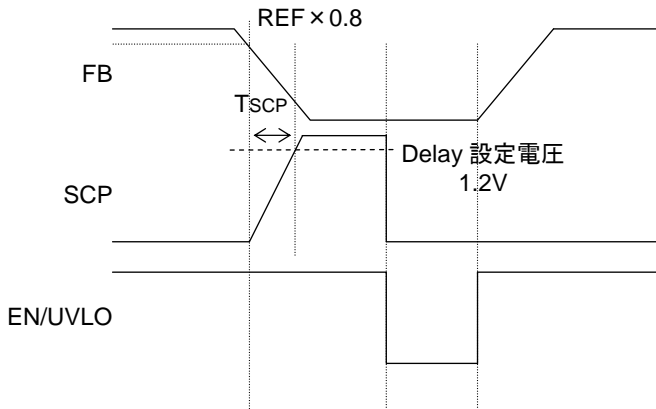 REF×0.8
FB
TSCP
Delay 設定電圧
1.2V
SCP
EN/UVLO